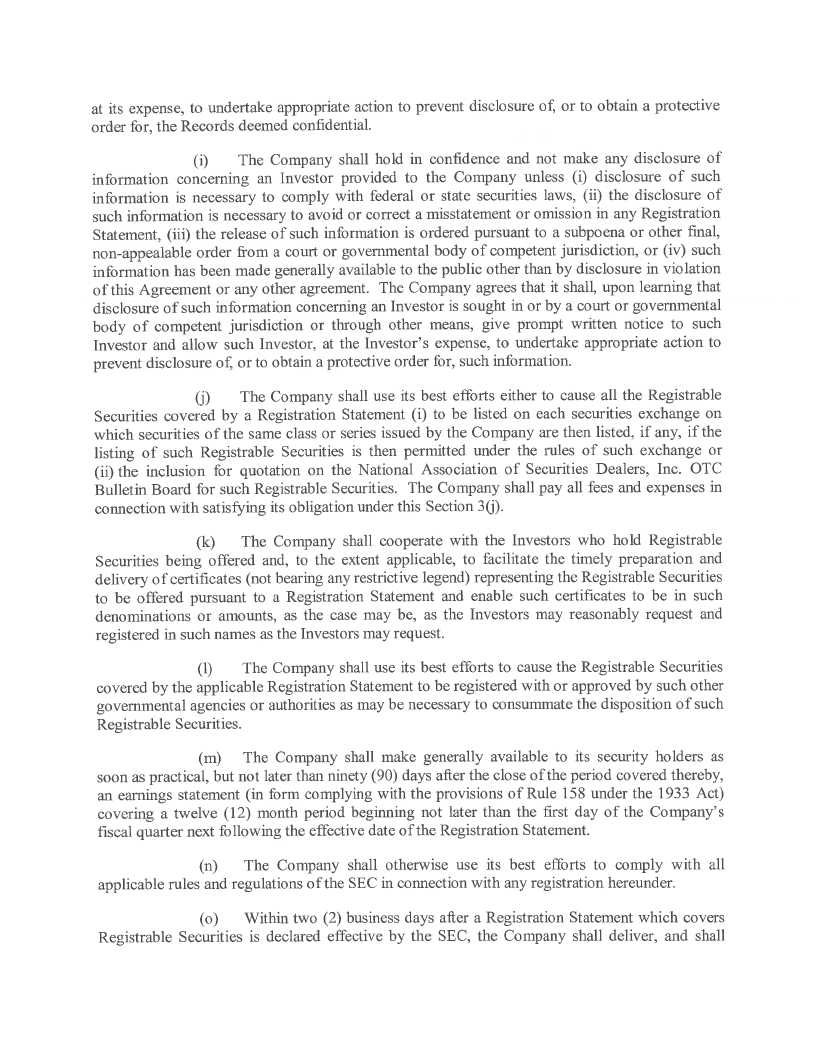 at its expense, to undertake appropriate action to prevent disclosure of, or to obtain a protective
order for, the Records deemed confidential.
(i) The Company shall hold in confidence and not make any disclosure of
information concerning an Investor provided to the Company unless (i) disclosure of such
information is necessary to comply with federal or state securities laws, (ii) the disclosure of
such information is necessary to avoid or correct a misstatement or omission in any Registration
Statement, (iii) the release of such information is ordered pursuant to a subpoena or other final,
non-appealable order from a court or governmental body of competent jurisdiction, or (iv) such
information has been made generally available to the public other than by disclosure in violation
of this Agreement or any other agreement. The Company agrees that it shall, upon learning that
disclosure of such information concerning an Investor is sought in or by a court or governmental
body of competent jurisdiction or through other means, give prompt written notice to such
Investor and allow such Investor, at the Investor's expense, to undertake appropriate action to
prevent disclosure of, or to obtain a protective order for, such information.
(j) The Company shall use its best efforts either to cause all the Registrable
Securities covered by a Registration Statement (i) to be listed on each securities exchange on
which securities of the same class or series issued by the Company are then listed, if any, if the
listing of such Registrable Securities is then permitted under the rules of such exchange or
(ii) the inclusion for quotation on the National Association of Securities Dealers, Inc. OTC
Bulletin Board for such Registrable Securities. The Company shall pay all fees and expenses in
connection with satisfying its obligation under this Section 3(j).
(k) The Company shall cooperate with the Investors who hold Registrable
Securities being offered and, to the extent applicable, to facilitate the timely preparation and
delivery of certificates (not bearing any restrictive legend) representing the Registrable Securities
to be offered pursuant to a Registration Statement and enable such certificates to be in such
denominations or amounts, as the case may be, as the Investors may reasonably request and
registered in such names as the Investors may request.
(l) The Company shall use its best efforts to cause the Registrable Securities
covered by the applicable Registration Statement to be registered with or approved by such other
governmental agencies or authorities as may be necessary to consummate the disposition of such
Registrable Securities.
(m) The Company shall make generally available to its security holders as
soon as practical, but not later than ninety (90) days after the close of the period covered thereby,
an earnings statement (in form complying with the provisions of Rule 158 under the 1933 Act)
covering a twelve (12) month period beginning not later than the first day of the Company's
fiscal quarter next following the effective date of the Registration Statement.
(n) The Company shall otherwise use its best efforts to comply with all
applicable rules and regulations of the SEC in connection with any registration hereunder.
(o) Within two (2) business days after a Registration Statement which covers
Registrable Securities is declared effective by the SEC, the Company shall deliver, and shall